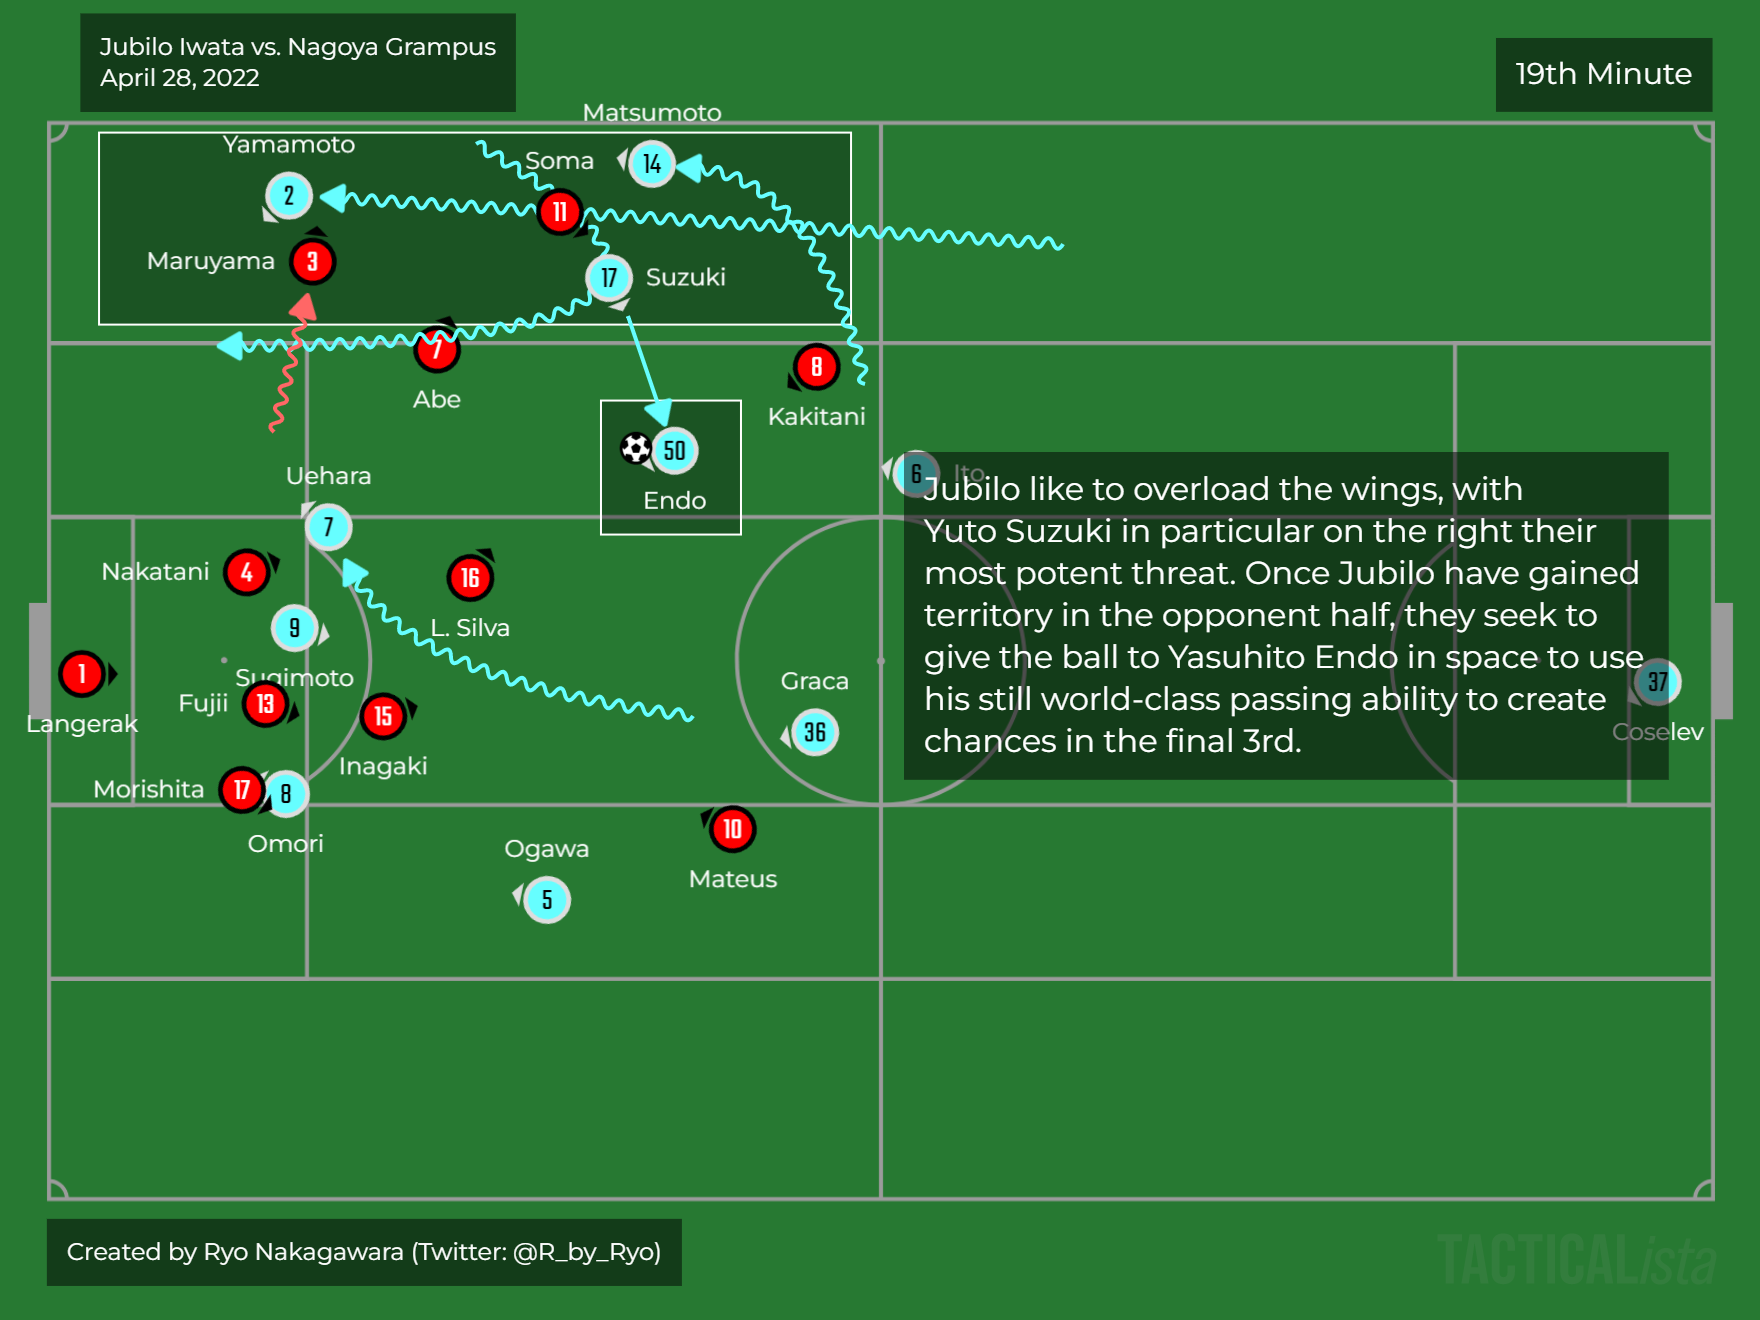 Jubilo Iwata vs. Nagoya Grampus
April 28, 2022
19th Minute
Matsumoto
Yamamoto
Soma
14
2
11
Maruyama
3
17
Suzuki
7
8
Abe
Kakitani
50
Endo
6
Ito
Uehara
7
Nakatani
4
16
9
L. Silva
1
Sugimoto
Fujii
13
15
Langerak
Inagaki
Graca
36
Morishita
17
8
Omori
10
Mateus
Ogawa
5
Jubilo like to overload the wings, with
Yuto Suzuki in particular on the right their
most potent threat. Once Jubilo have gained
territory in the opponent half, they seek to
give the ball to Yasuhito Endo in space to use
his still world-class passing ability to create
chances in the final 3rd.
37
Coselev
Created by Ryo Nakagawara (Twitter: @R_by_Ryo)
TACTICALista